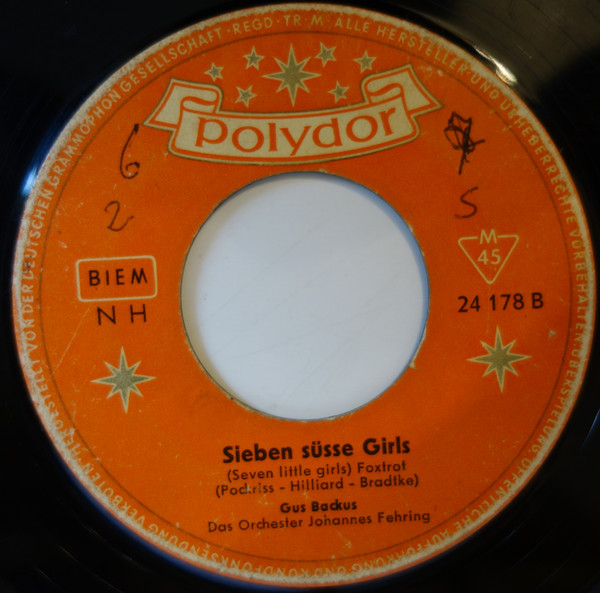 HERGESTELLT VON DER DEUTSCHEN GRAMMOPHON GESELLSCHAFT · REGD · TR · M · ALLE HERSTELLER- UND URHEBERRECHTE VORBEHALTEN · ÜBERSPIELUNG, ÖFFENTLICHE AUFFÜHRUNG UND RUNDFUNKSENDUNG VERBOTEN
polydor
6
2
5
BIEM
NH
M
45
24 178 B
Sieben süsse Girls
(Seven little girls) Foxtrot
(Pockriss - Hilliard - Bradtke)
Gus Backus
Das Orchester Johannes Fehring